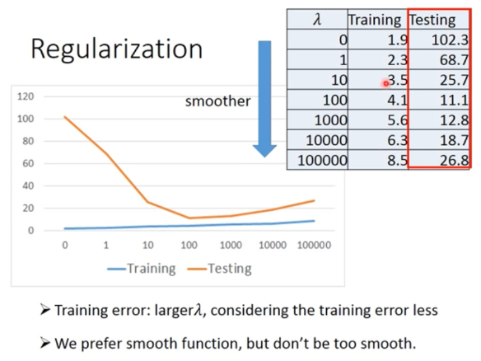 Regularization
λ Training Testing
0 1.9 102.3
1 2.3 68.7
10 3.5 25.7
100 4.1 11.1
1000 5.6 12.8
10000 6.3 18.7
100000 8.5 26.8
smoother
120
100
80
60
40
20
0
0 1 10 100 1000 10000 100000
Training Testing
➢ Training error: largerλ, considering the training error less
➢ We prefer smooth function, but don't be too smooth.